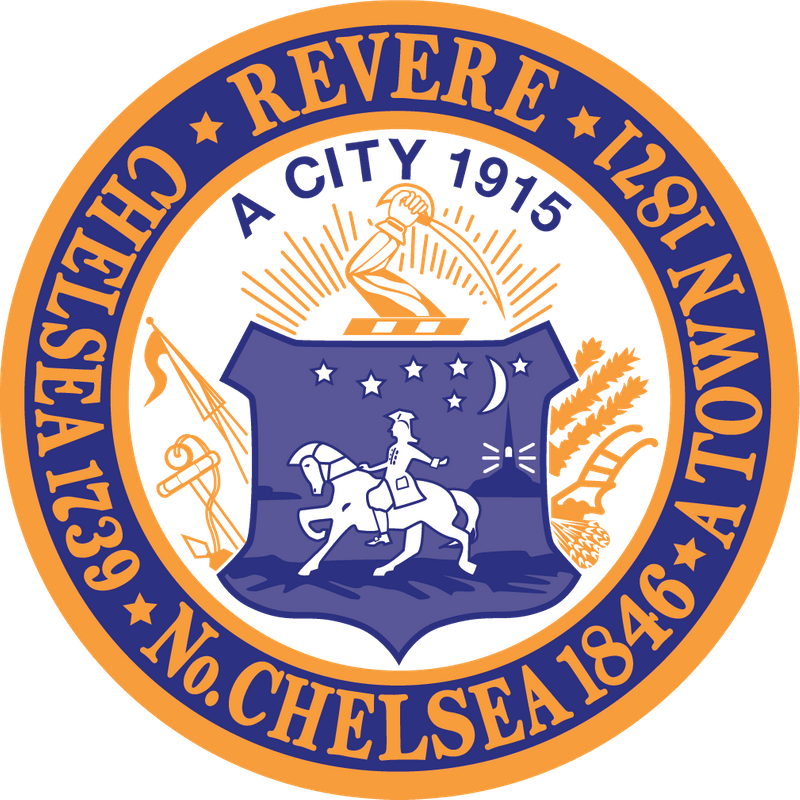 REVERE
A TOWN 1871
No. CHELSEA 1846
CHELSEA 1739
A CITY 1915